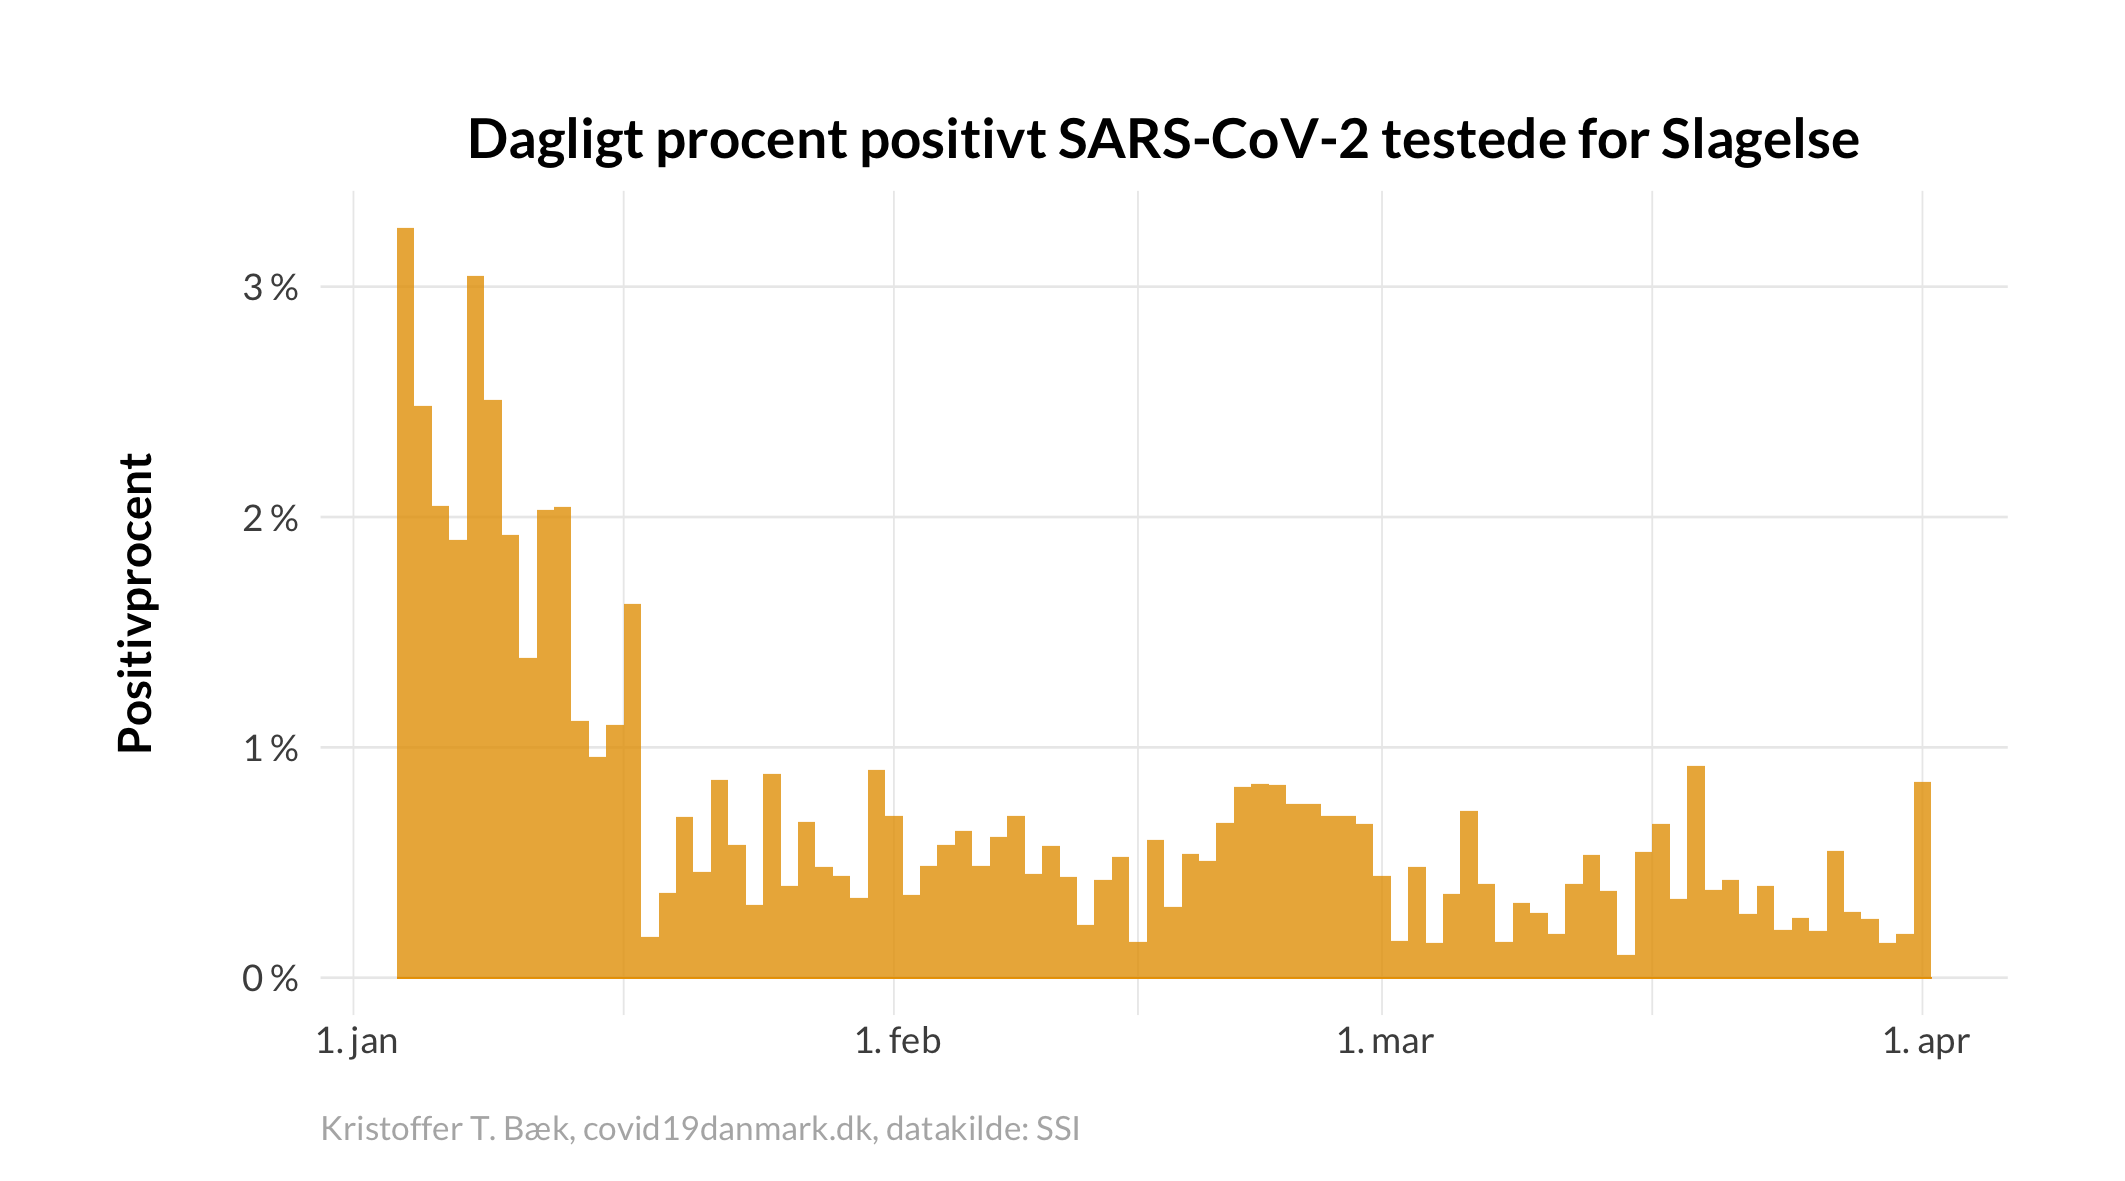 Dagligt procent positivt SARS-CoV-2 testede for Slagelse
Positivprocent
3 %
2 %
1 %
0 %
1. jan
1. feb
1. mar
1. apr
Kristoffer T. Bæk, covid19danmark.dk, datakilde: SSI